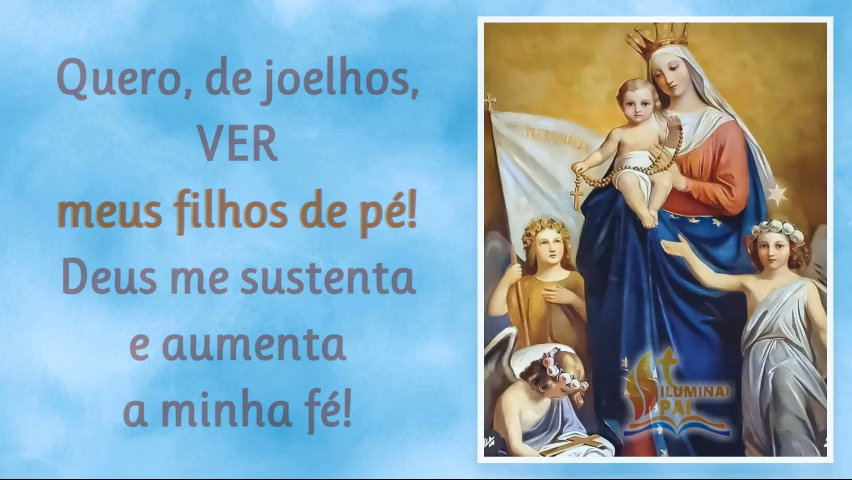 Quero, de joelhos,
VER
meus filhos de pé!
Deus me sustenta
e aumenta
a minha fé!
ILUMINAI
PAI